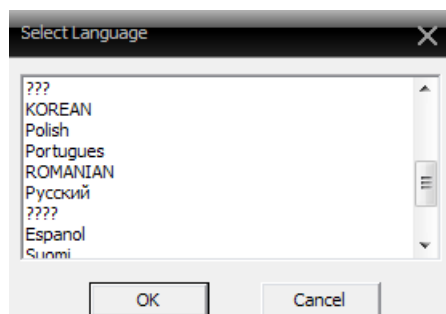 Select Language
???
KOREAN
Polish
Portugues
ROMANIAN
Русский
????
Espanol
Suomi
OK
Cancel